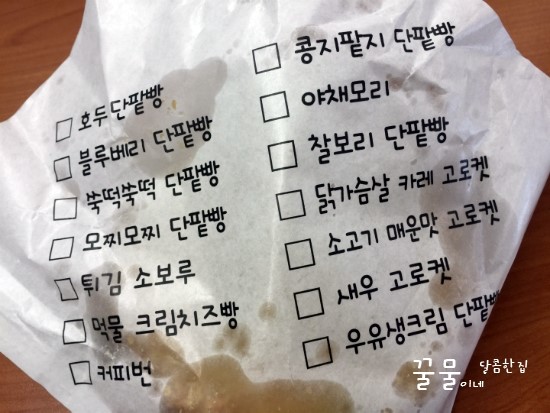 호두단팥빵
블루베리 단팥빵
쑥떡쑥떡 단팥빵
모찌모찌 단팥빵
튀김 소보루
먹물 크림치즈빵
커피번
콩지팥지 단팥빵
야채모리
찰보리 단팥빵
닭가슴살 카레 고로켓
소고기 매운맛 고로켓
새우 고로켓
우유생크림 단팥빵
꿀물이네 달콤한집